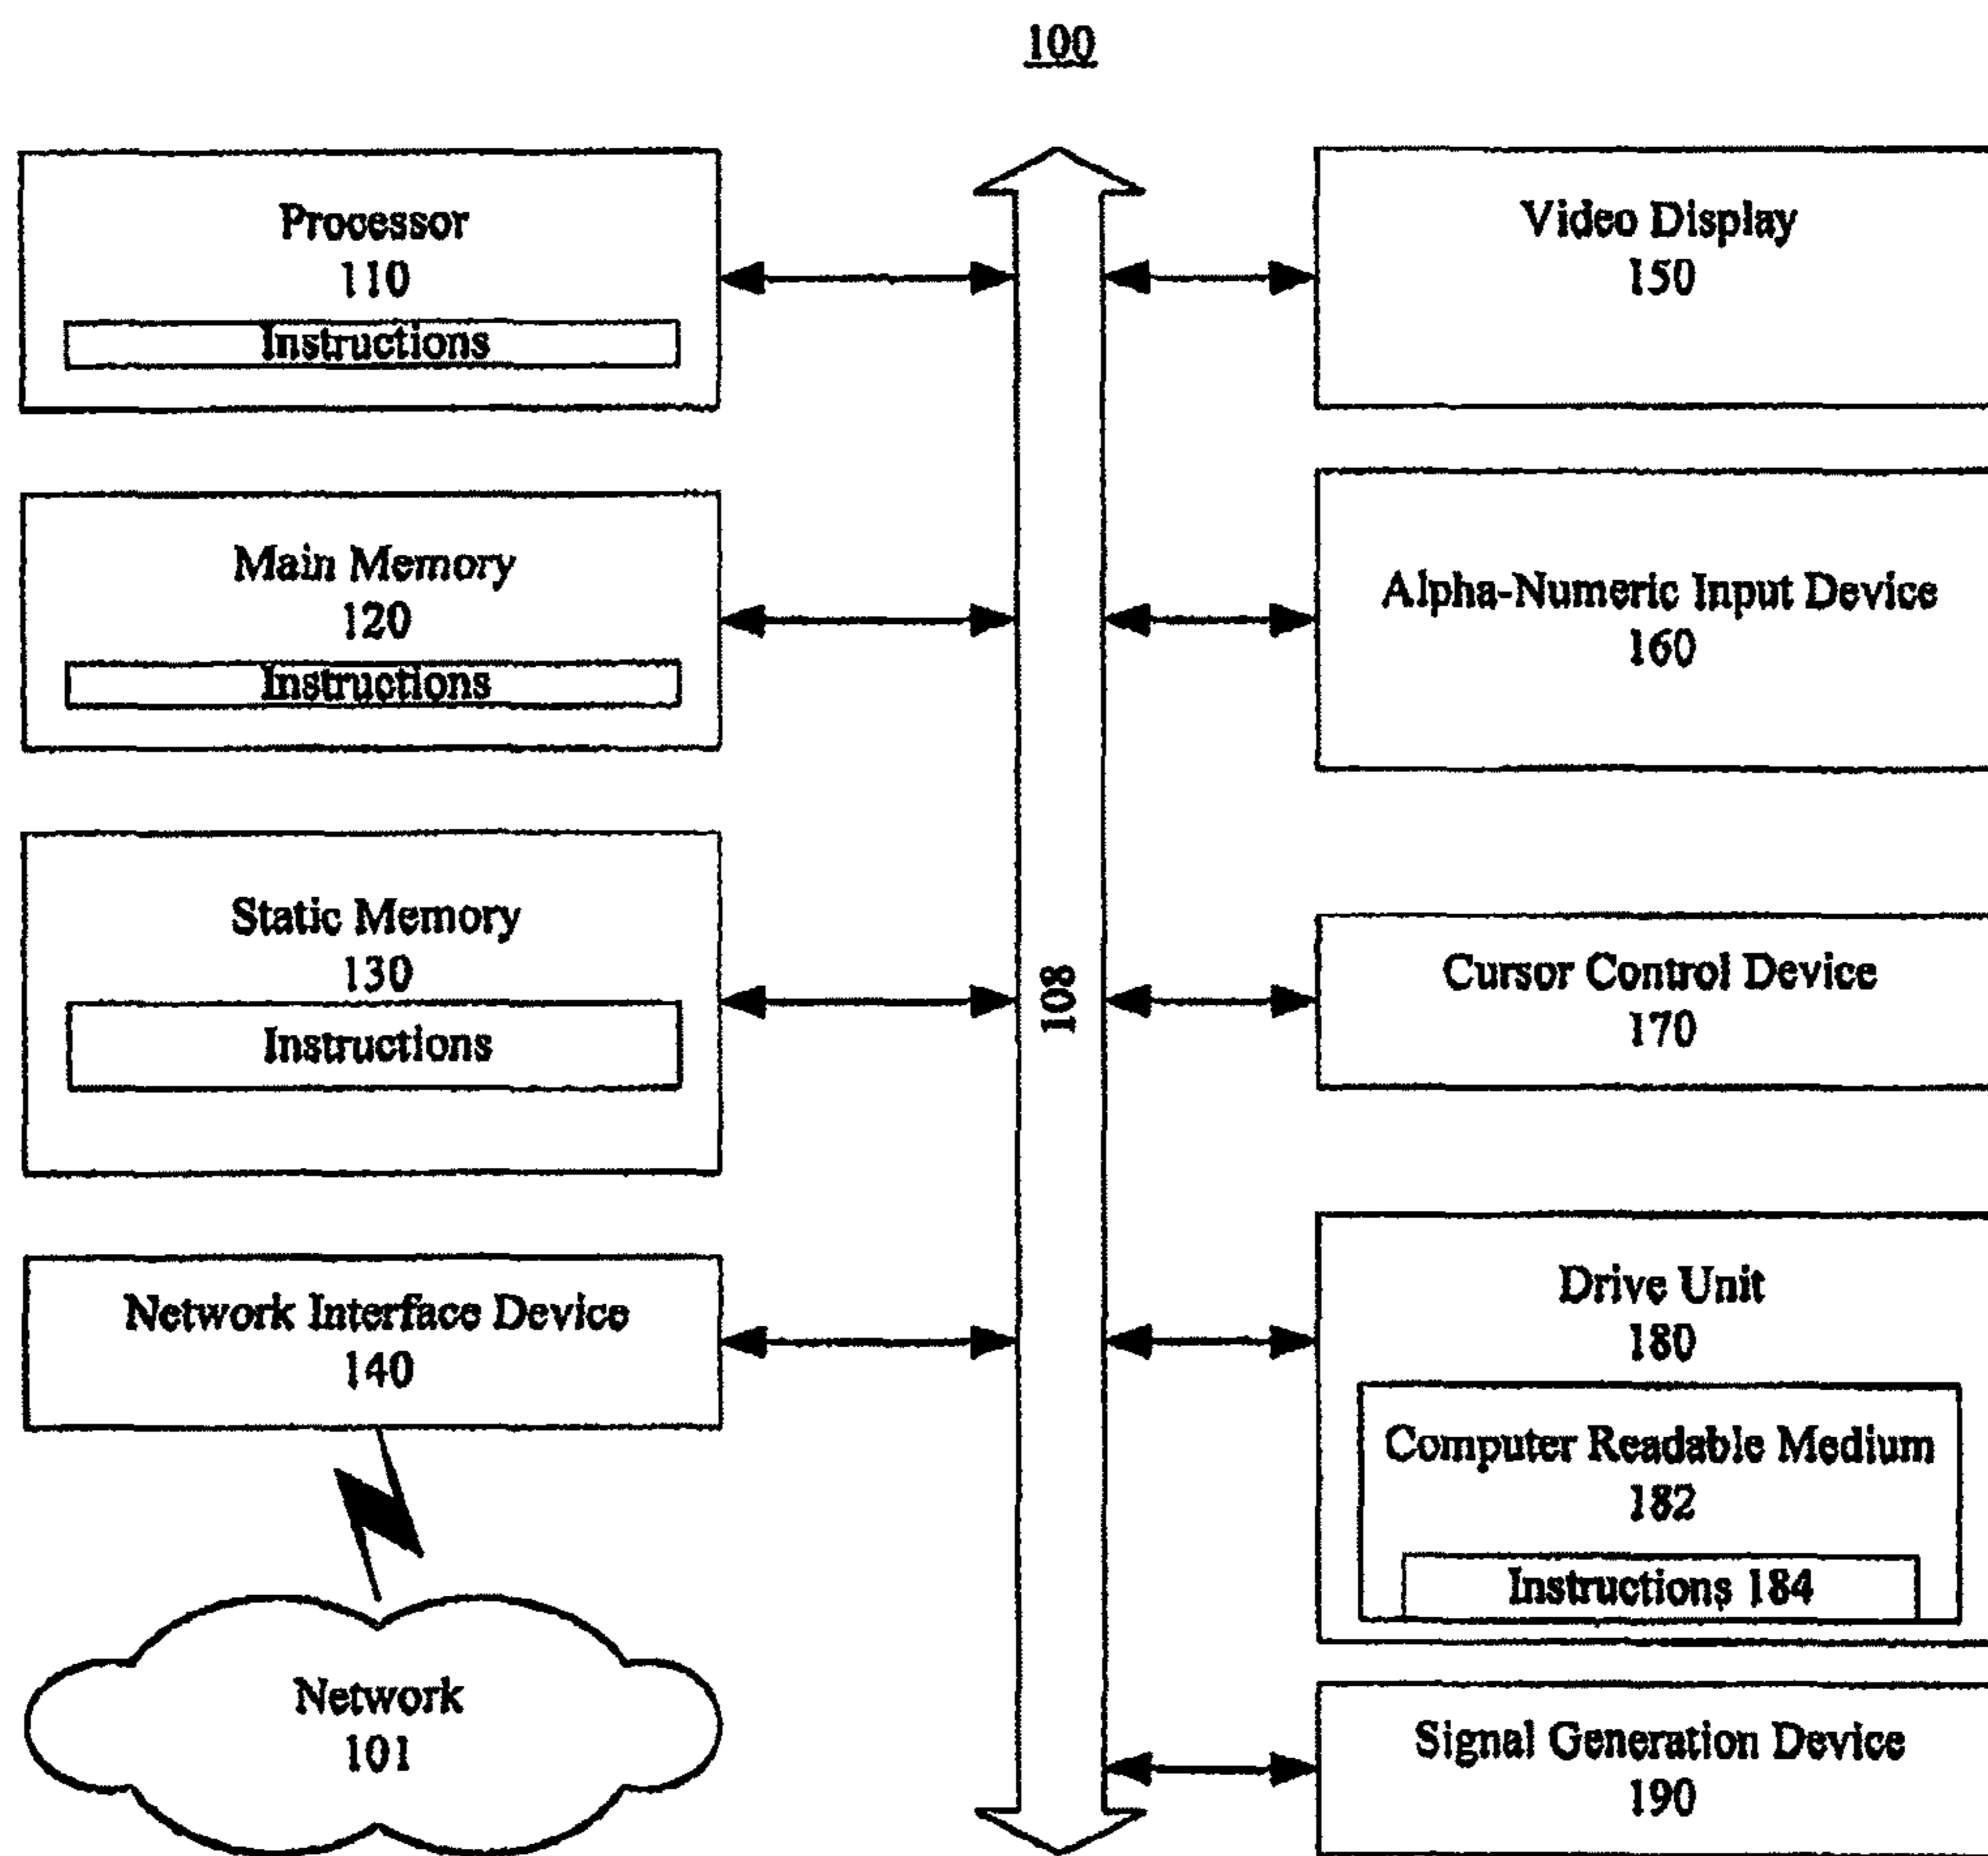 100
Processor
110
Instructions
Main Memory
120
Instructions
Static Memory
130
Instructions
Network Interface Device
140
Network
101
108
Video Display
150
Alpha-Numeric Input Device
160
Cursor Control Device
170
Drive Unit
180
Computer Readable Medium
182
Instructions 184
Signal Generation Device
190